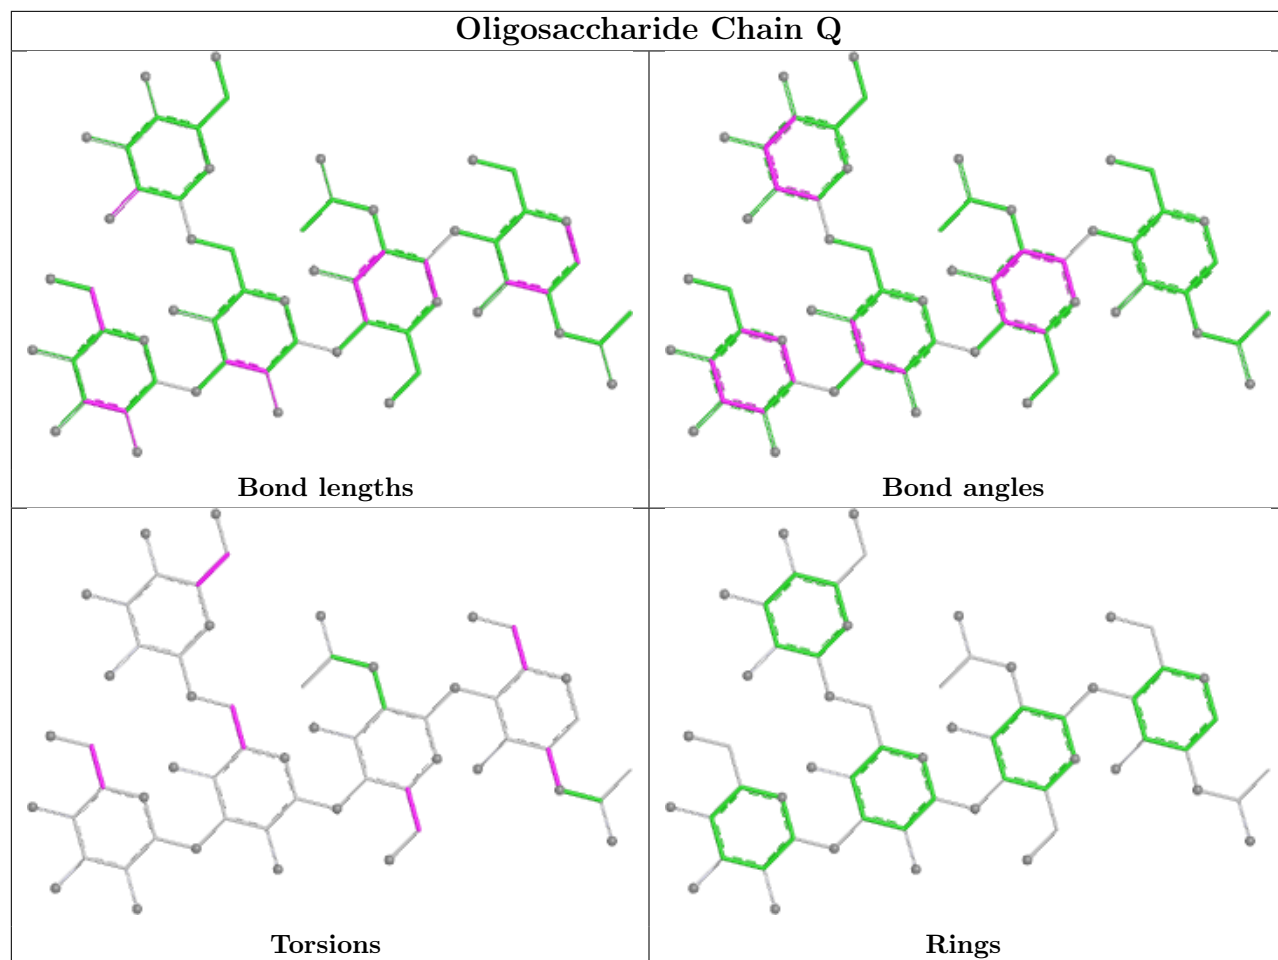 Oligosaccharide Chain Q
Bond lengths
Bond angles
Torsions
Rings